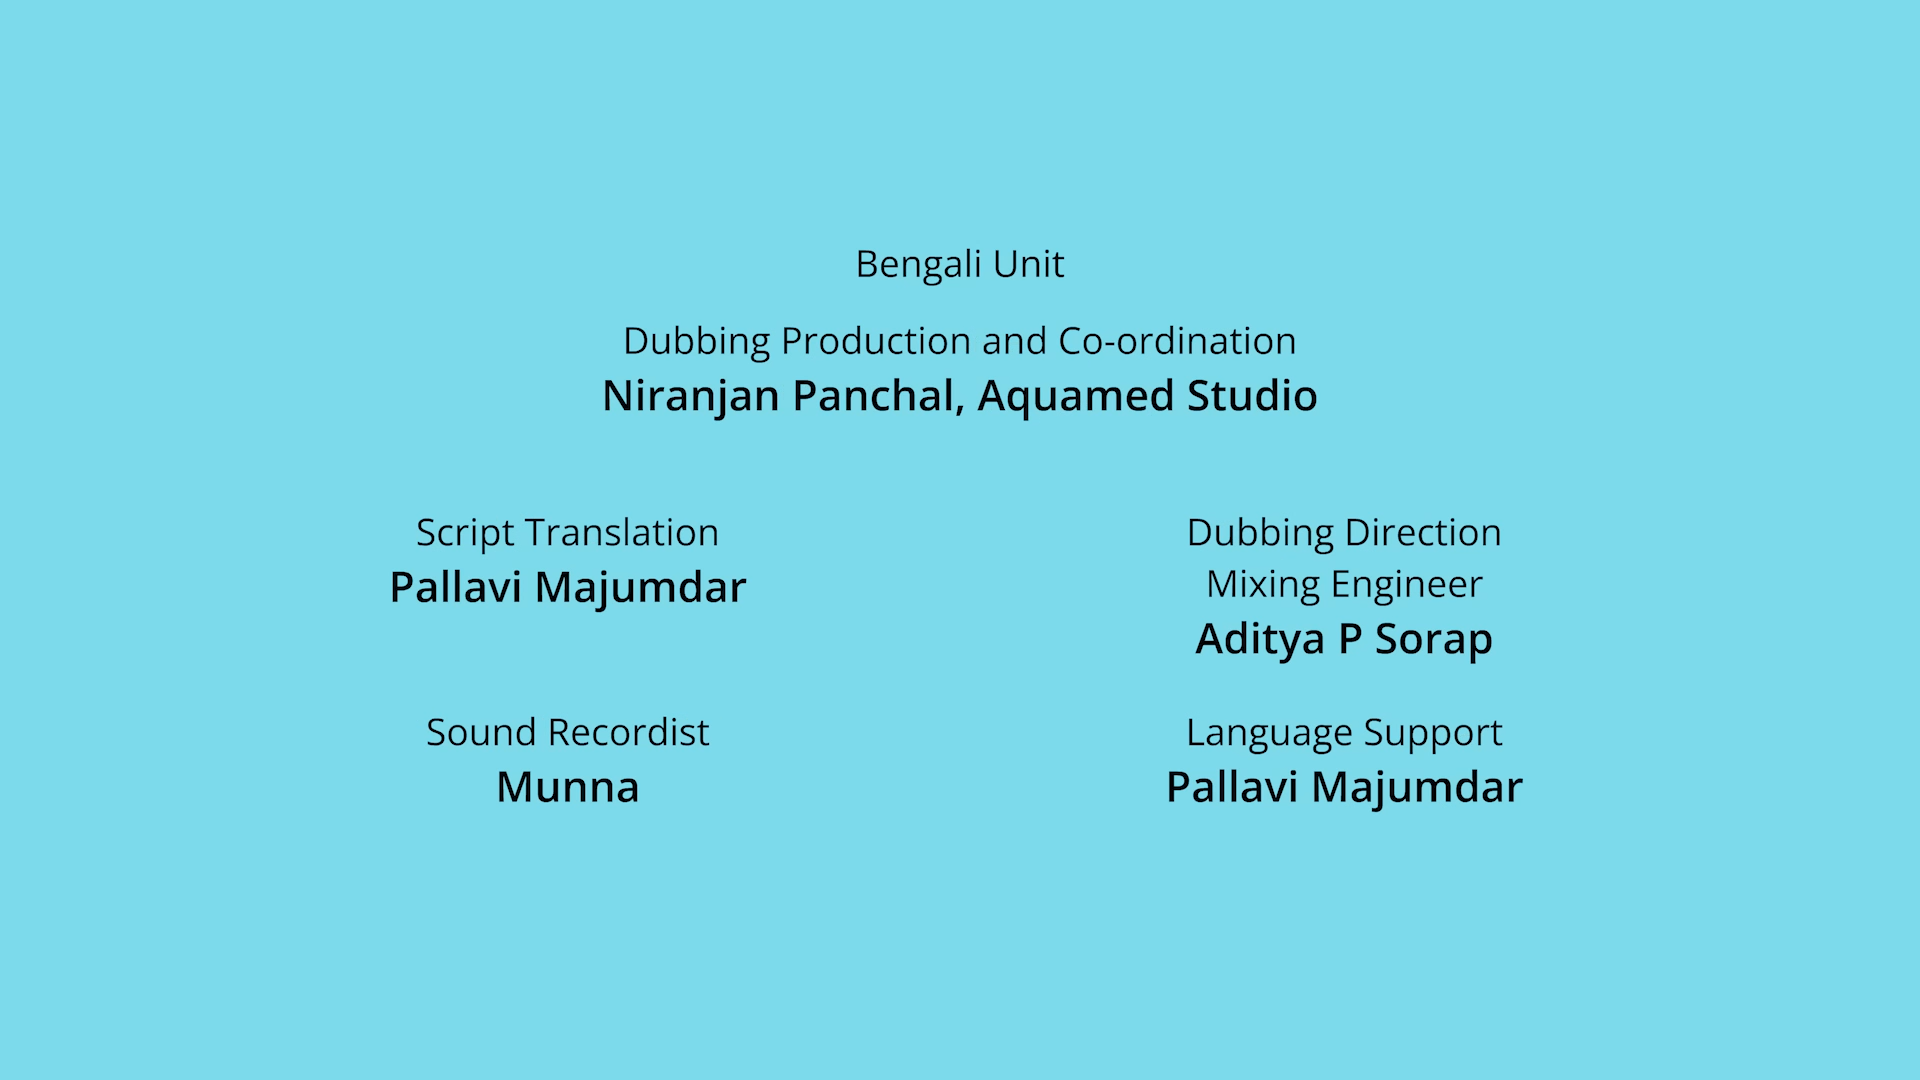 Bengali Unit
Dubbing Production and Co-ordination
Niranjan Panchal, Aquamed Studio
Script Translation
Pallavi Majumdar
Dubbing Direction
Mixing Engineer
Aditya P Sorap
Sound Recordist
Munna
Language Support
Pallavi Majumdar